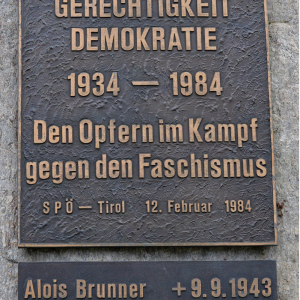 GERECHTIGKEIT
DEMOKRATIE
1934 — 1984
Den Opfern im Kampf
gegen den Faschismus
SPÖ — Tirol 12. Februar 1984
Alois Brunner + 9.9.1943